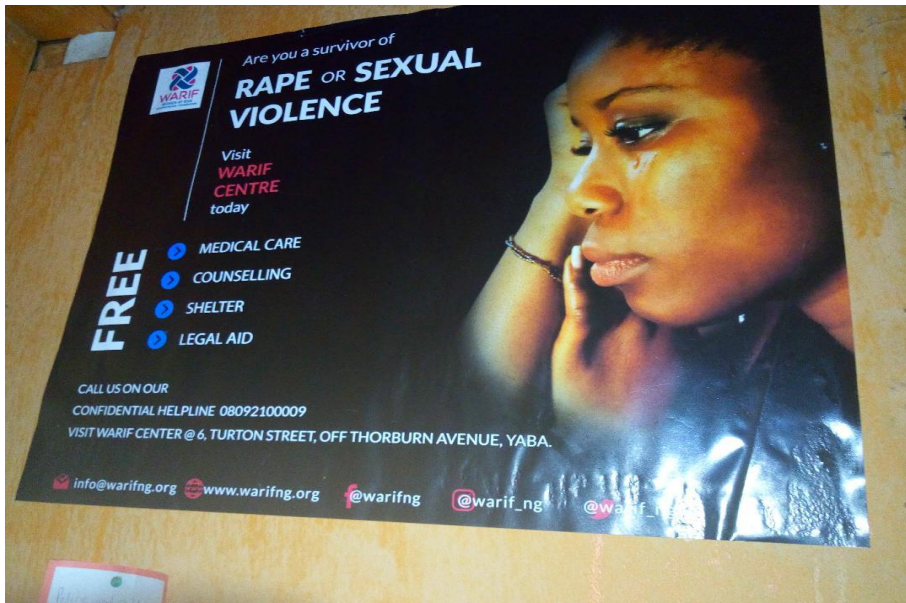 WARIF
Are you a survivor of
RAPE OR SEXUAL
VIOLENCE
Visit
WARIF
CENTRE
today
FREE
MEDICAL CARE
COUNSELLING
SHELTER
LEGAL AID
CALL US ON OUR
CONFIDENTIAL HELPLINE 08092100009
VISIT WARIF CENTER @ 6, TURTON STREET, OFF THORBURN AVENUE, YABA.
info@warifng.org www.warifng.org @warifng @warif_ng